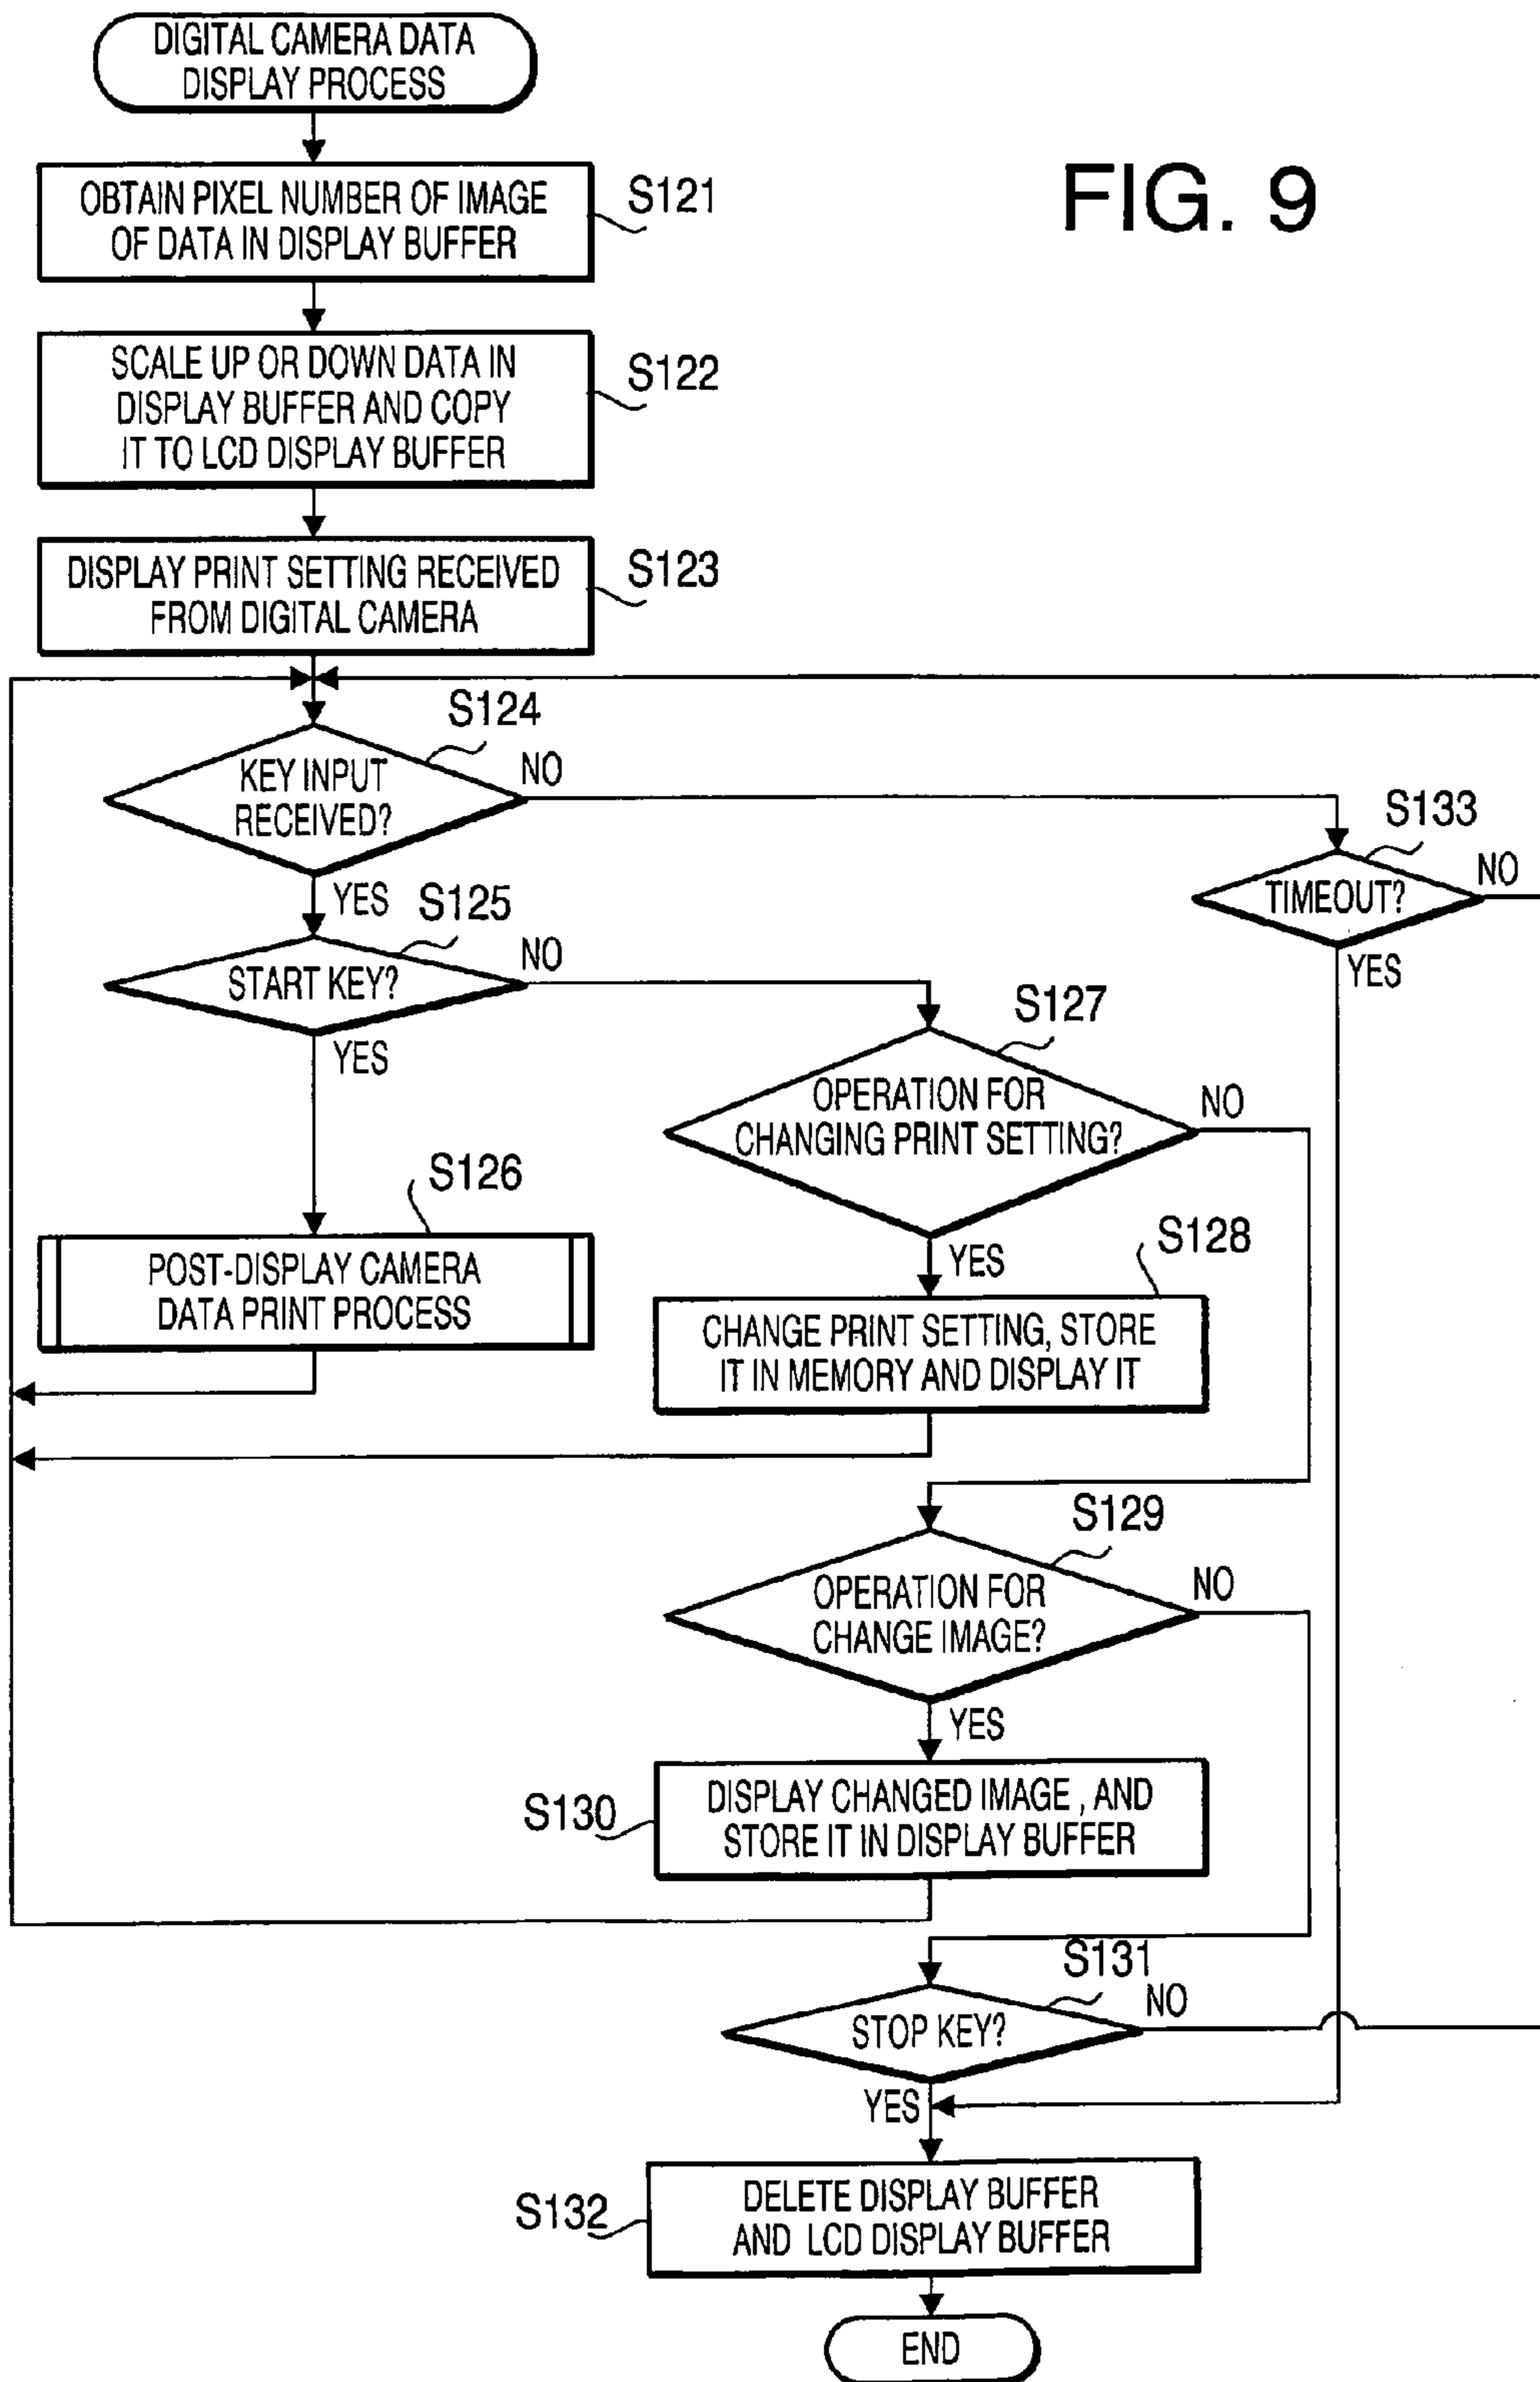 DIGITAL CAMERA DATA
DISPLAY PROCESS
FIG. 9
OBTAIN PIXEL NUMBER OF IMAGE
OF DATA IN DISPLAY BUFFER
S121
SCALE UP OR DOWN DATA IN
DISPLAY BUFFER AND COPY
IT TO LCD DISPLAY BUFFER
S122
DISPLAY PRINT SETTING RECEIVED
FROM DIGITAL CAMERA
S123
S124
KEY INPUT
RECEIVED?
NO
YES
S133
TIMEOUT?
NO
YES
S125
START KEY?
NO
YES
S127
OPERATION FOR
CHANGING PRINT SETTING?
NO
YES
S126
POST-DISPLAY CAMERA
DATA PRINT PROCESS
S128
CHANGE PRINT SETTING, STORE
IT IN MEMORY AND DISPLAY IT
S129
OPERATION FOR
CHANGE IMAGE?
NO
YES
S130
DISPLAY CHANGED IMAGE , AND
STORE IT IN DISPLAY BUFFER
S131
STOP KEY?
NO
YES
S132
DELETE DISPLAY BUFFER
AND LCD DISPLAY BUFFER
END